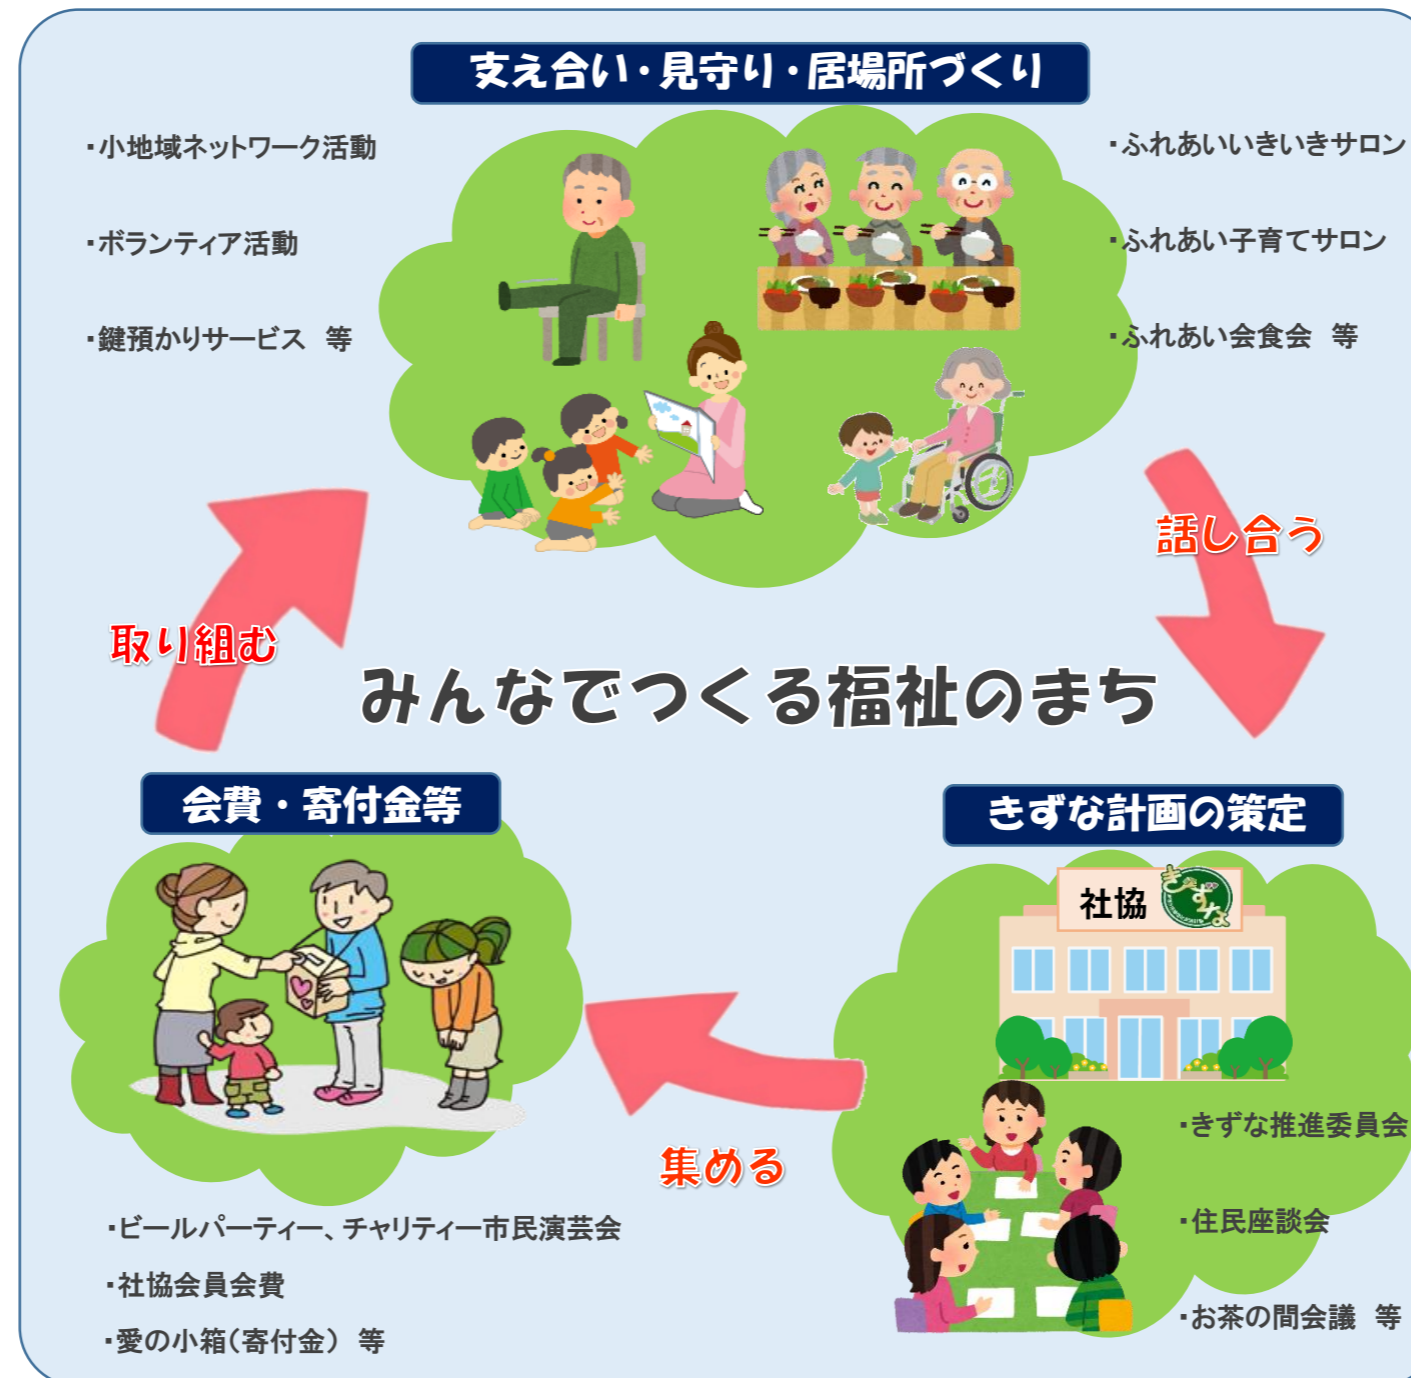 支え合い・見守り・居場所づくり
・小地域ネットワーク活動
・ボランティア活動
・鍵預かりサービス　等
・ふれあいいきいきサロン
・ふれあい子育てサロン
・ふれあい会食会　等
話し合う
取り組む
みんなでつくる福祉のまち
きずな計画の策定
社協
きずな
・きずな推進委員会
・住民座談会
・お茶の間会議　等
集める
会費・寄付金等
・ビールパーティー、チャリティー市民演芸会
・社協会員会費
・愛の小箱（寄付金）　等